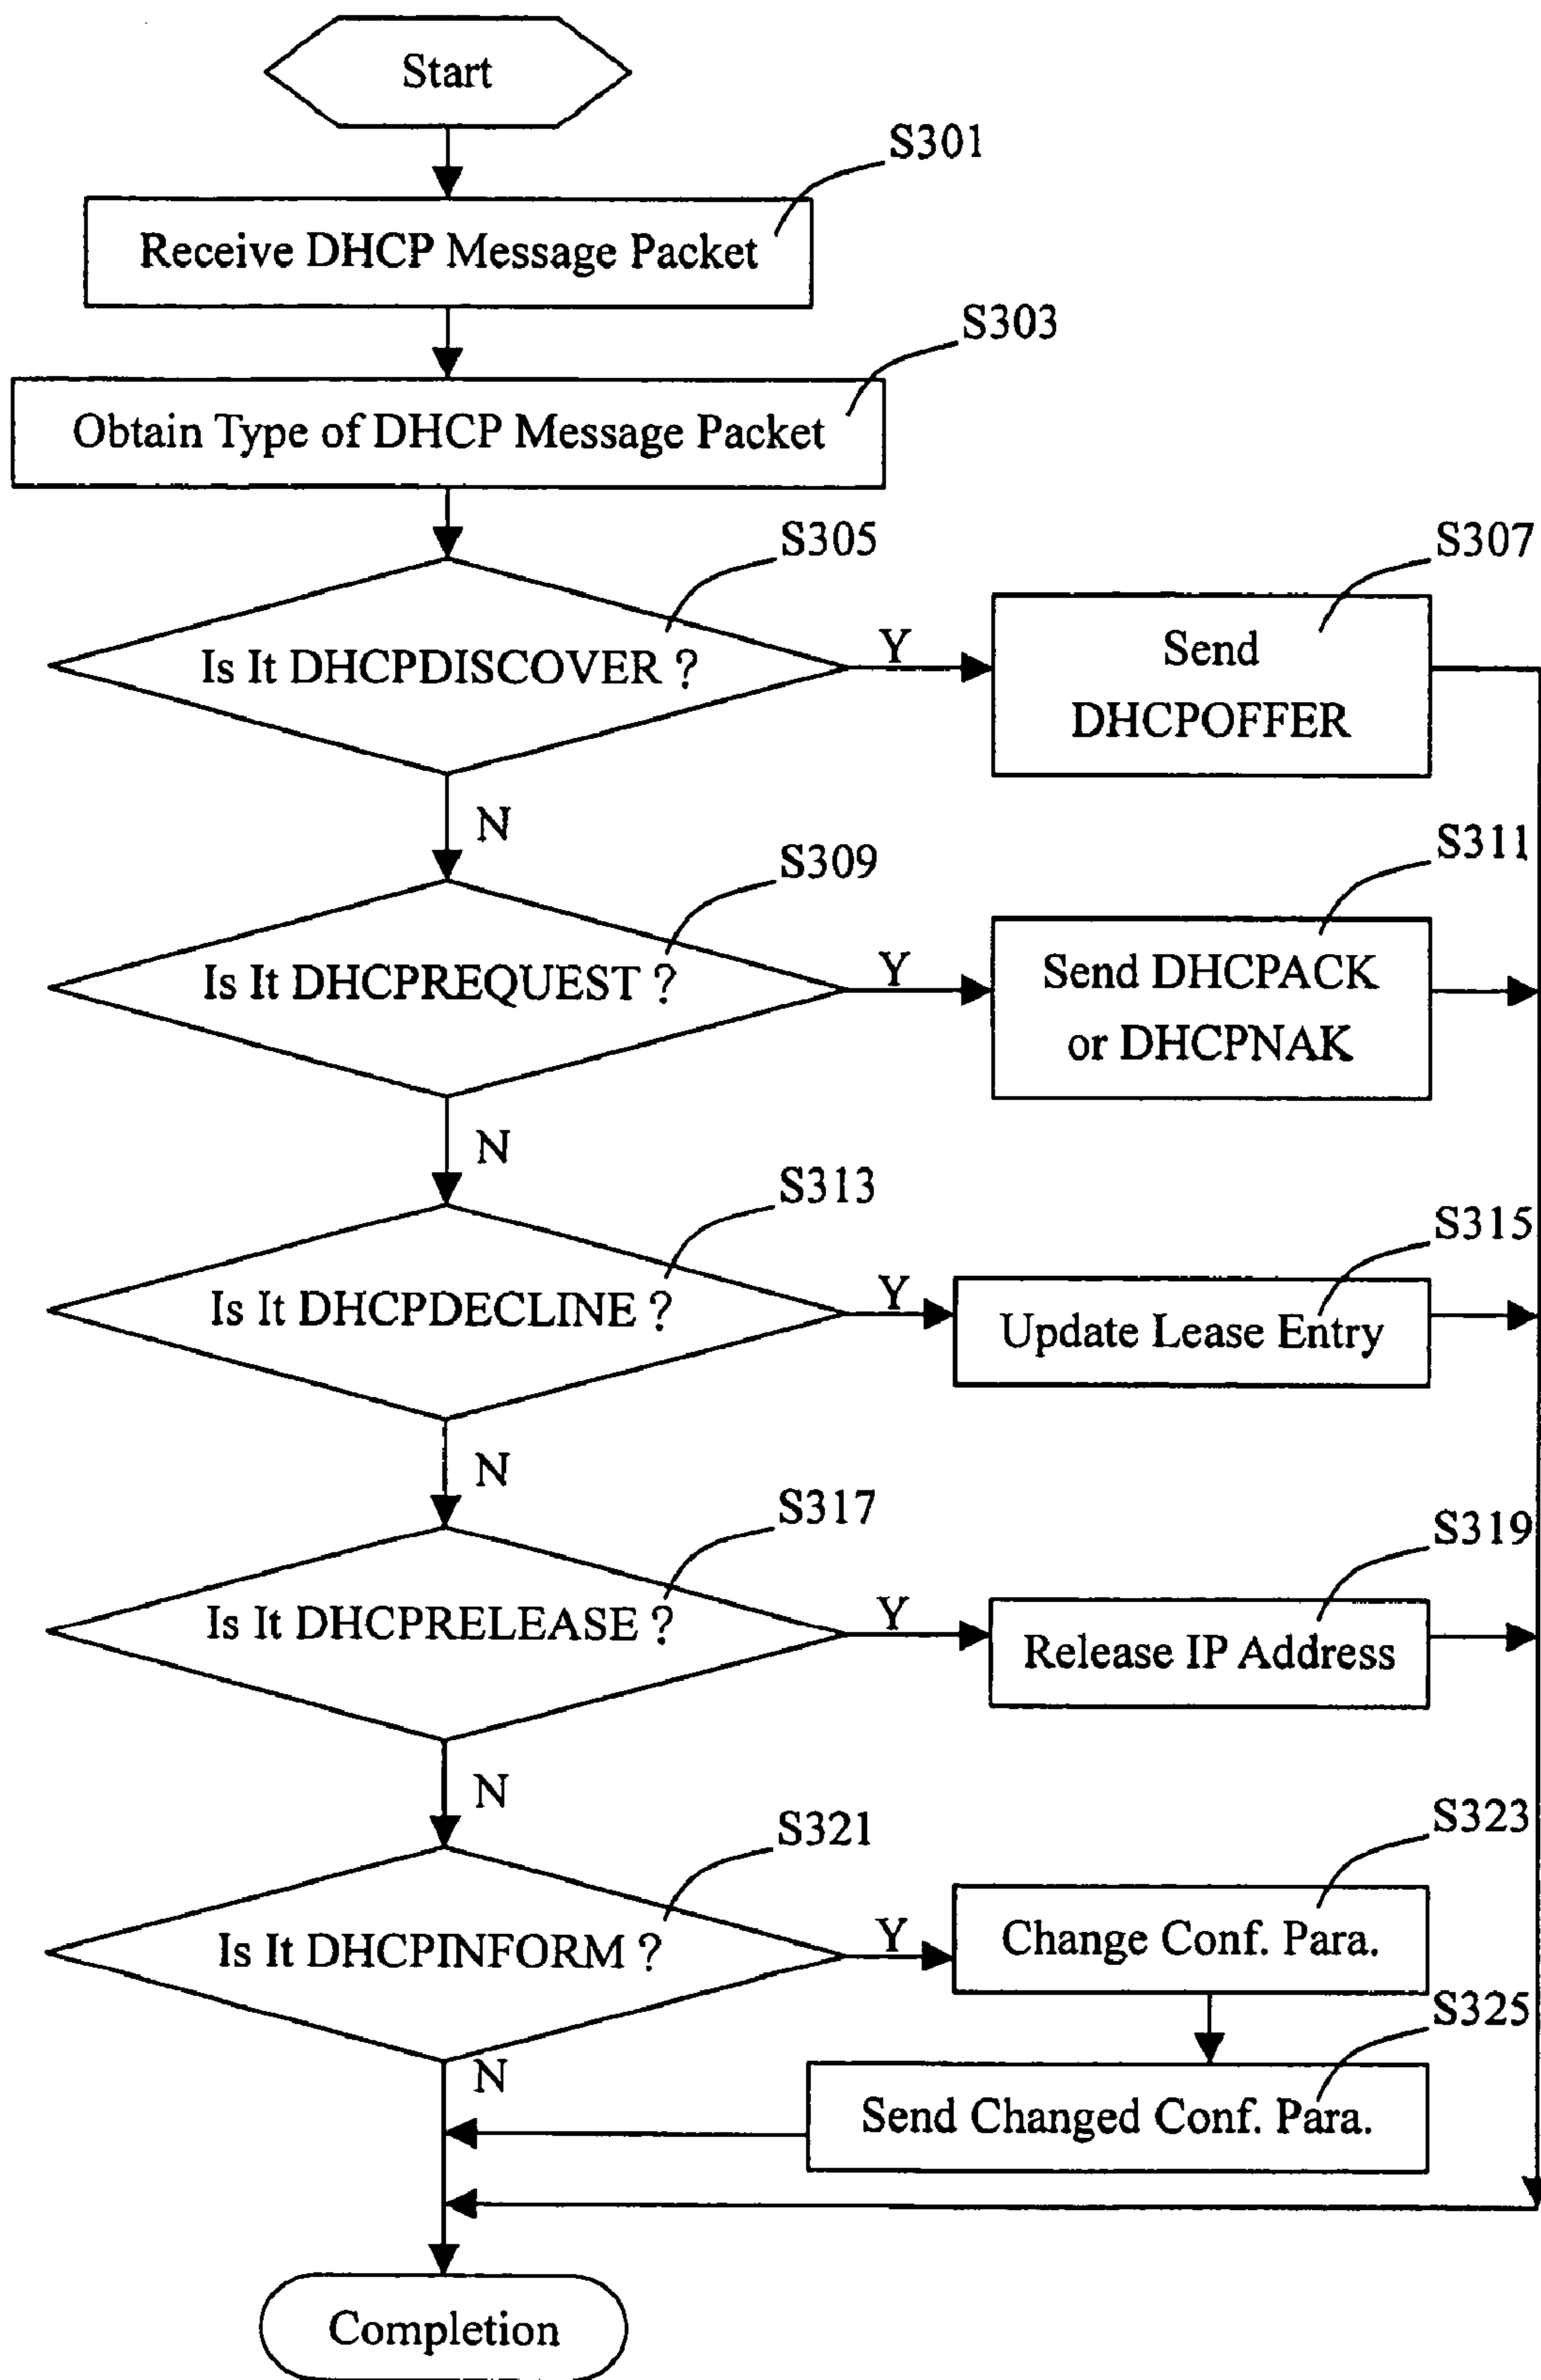 Start
S301
Receive DHCP Message Packet
S303
Obtain Type of DHCP Message Packet
S305
S307
Is It DHCPDISCOVER ?
Y
Send
DHCPOFFER
N
S309
S311
Is It DHCPREQUEST ?
Y
Send DHCPACK
or DHCPNAK
N
S313
S315
Is It DHCPDECLINE ?
Y
Update Lease Entry
N
S317
S319
Is It DHCPRELEASE ?
Y
Release IP Address
N
S321
S323
Is It DHCPINFORM ?
Y
Change Conf. Para.
S325
N
Send Changed Conf. Para.
Completion